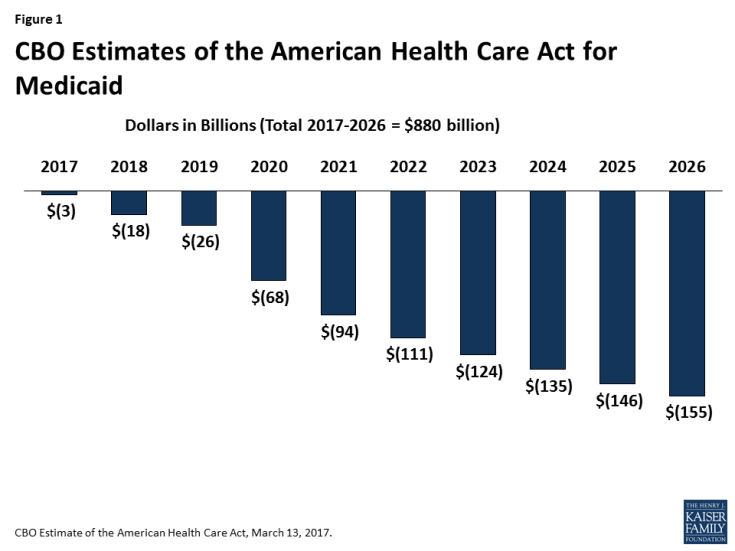 Figure 1
CBO Estimates of the American Health Care Act for
Medicaid
Dollars in Billions (Total 2017-2026 = $880 billion)
2017 2018 2019 2020 2021 2022 2023 2024 2025 2026
$(3)
$(18)
$(26)
$(68)
$(94)
$(111)
$(124)
$(135)
$(146)
$(155)
CBO Estimate of the American Health Care Act, March 13, 2017.
THE HENRY J.
KAISER
FAMILY
FOUNDATION